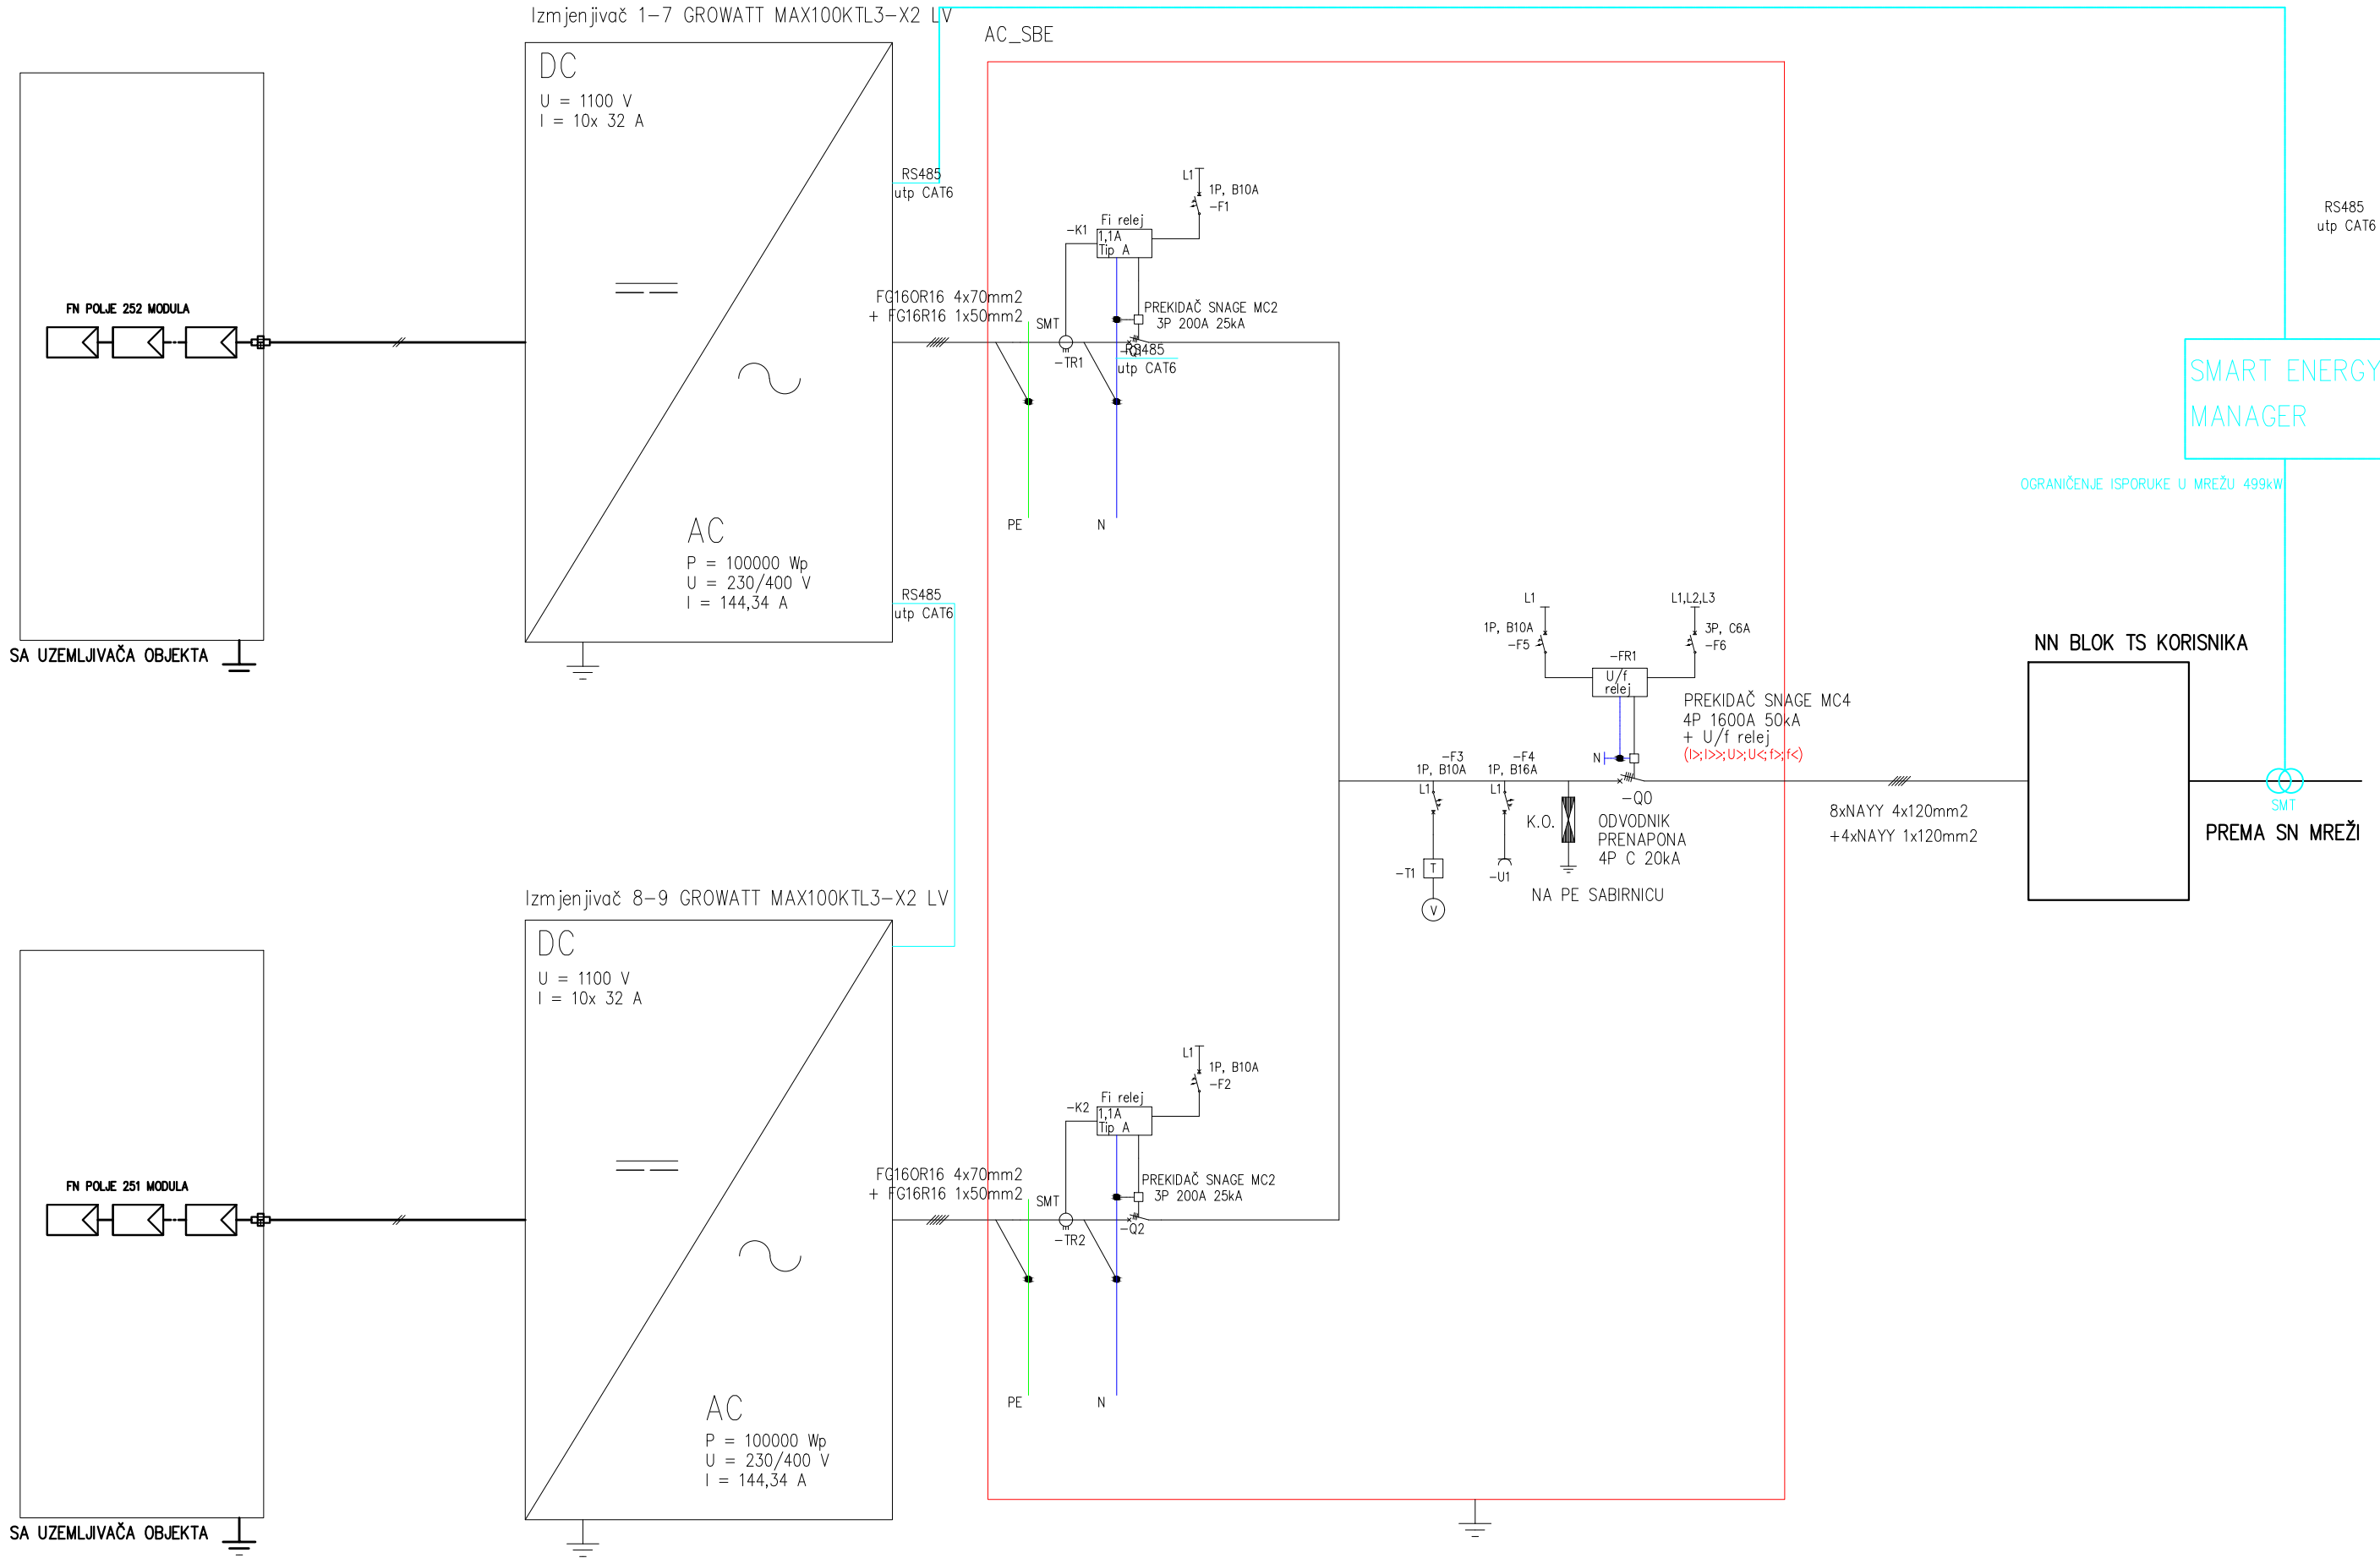 Izmjenjivač 1-7 GROWATT MAX100KTL3-X2 LV
AC_SBE
DC
U = 1100 V
I = 10x 32 A
RS485
utp CAT6
RS485
utp CAT6
L1
1P, B10A
-F1
Fi relej
-K1
1,1A
Tip A
FN POLJE 252 MODULA
FG16OR16 4x70mm2
+ FG16R16 1x50mm2
SMT
PREKIDAČ SNAGE MC2
3P 200A 25kA
-TR1
-Q1
RS485
utp CAT6
SMART ENERGY
MANAGER
OGRANIČENJE ISPORUKE U MREŽU 499kW
PE
N
AC
P = 100000 Wp
U = 230/400 V
I = 144,34 A
RS485
utp CAT6
SA UZEMLJIVAČA OBJEKTA
L1
1P, B10A
-F5
L1,L2,L3
3P, C6A
-F6
-FR1
U/f
relej
PREKIDAČ SNAGE MC4
4P 1600A 50kA
+ U/f relej
(I>;I>>;U>;U<;f>;f<)
N
NN BLOK TS KORISNIKA
-F3
1P, B10A
L1
-F4
1P, B16A
L1
-Q0
K.O.
ODVODNIK
PRENAPONA
4P C 20kA
-T1
T
V
-U1
NA PE SABIRNICU
8xNAYY 4x120mm2
+4xNAYY 1x120mm2
SMT
PREMA SN MREŽI
Izmjenjivač 8-9 GROWATT MAX100KTL3-X2 LV
DC
U = 1100 V
I = 10x 32 A
L1
1P, B10A
-F2
Fi relej
-K2
1,1A
Tip A
FN POLJE 251 MODULA
FG16OR16 4x70mm2
+ FG16R16 1x50mm2
SMT
PREKIDAČ SNAGE MC2
3P 200A 25kA
-TR2
-Q2
PE
N
AC
P = 100000 Wp
U = 230/400 V
I = 144,34 A
SA UZEMLJIVAČA OBJEKTA